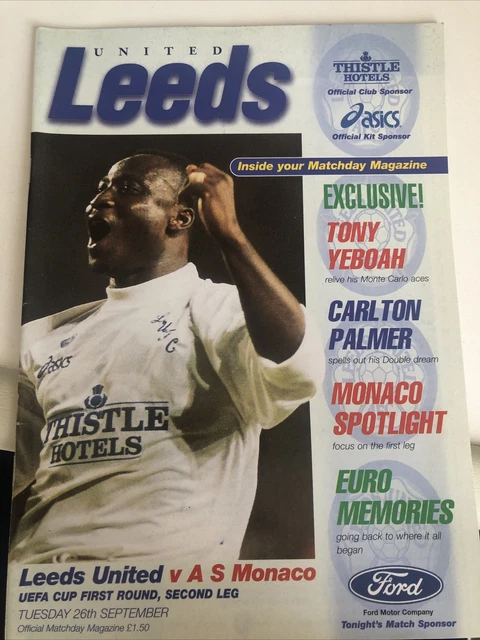 UNITED
Leeds
THISTLE
HOTELS
Official Club Sponsor
asics
Official Kit Sponsor
Inside your Matchday Magazine
EXCLUSIVE!
TONY
YEBOAH
relive his Monte Carlo aces
CARLTON
PALMER
spells out his Double dream
MONACO
SPOTLIGHT
focus on the first leg
EURO
MEMORIES
going back to where it all
began
Ford
Ford Motor Company
Tonight's Match Sponsor
asics
LUFC
THISTLE
HOTELS
Leeds United v A S Monaco
UEFA CUP FIRST ROUND, SECOND LEG
TUESDAY 26th SEPTEMBER
Official Matchday Magazine £1.50